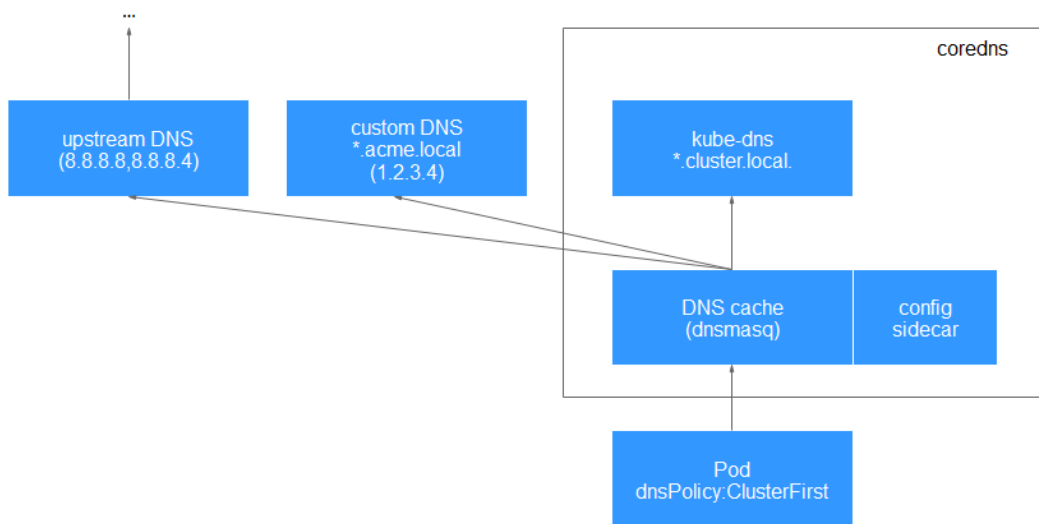 ...
coredns
upstream DNS
(8.8.8.8,8.8.8.4)
custom DNS
*.acme.local
(1.2.3.4)
kube-dns
*.cluster.local.
DNS cache
(dnsmasq)
config
sidecar
Pod
dnsPolicy:ClusterFirst